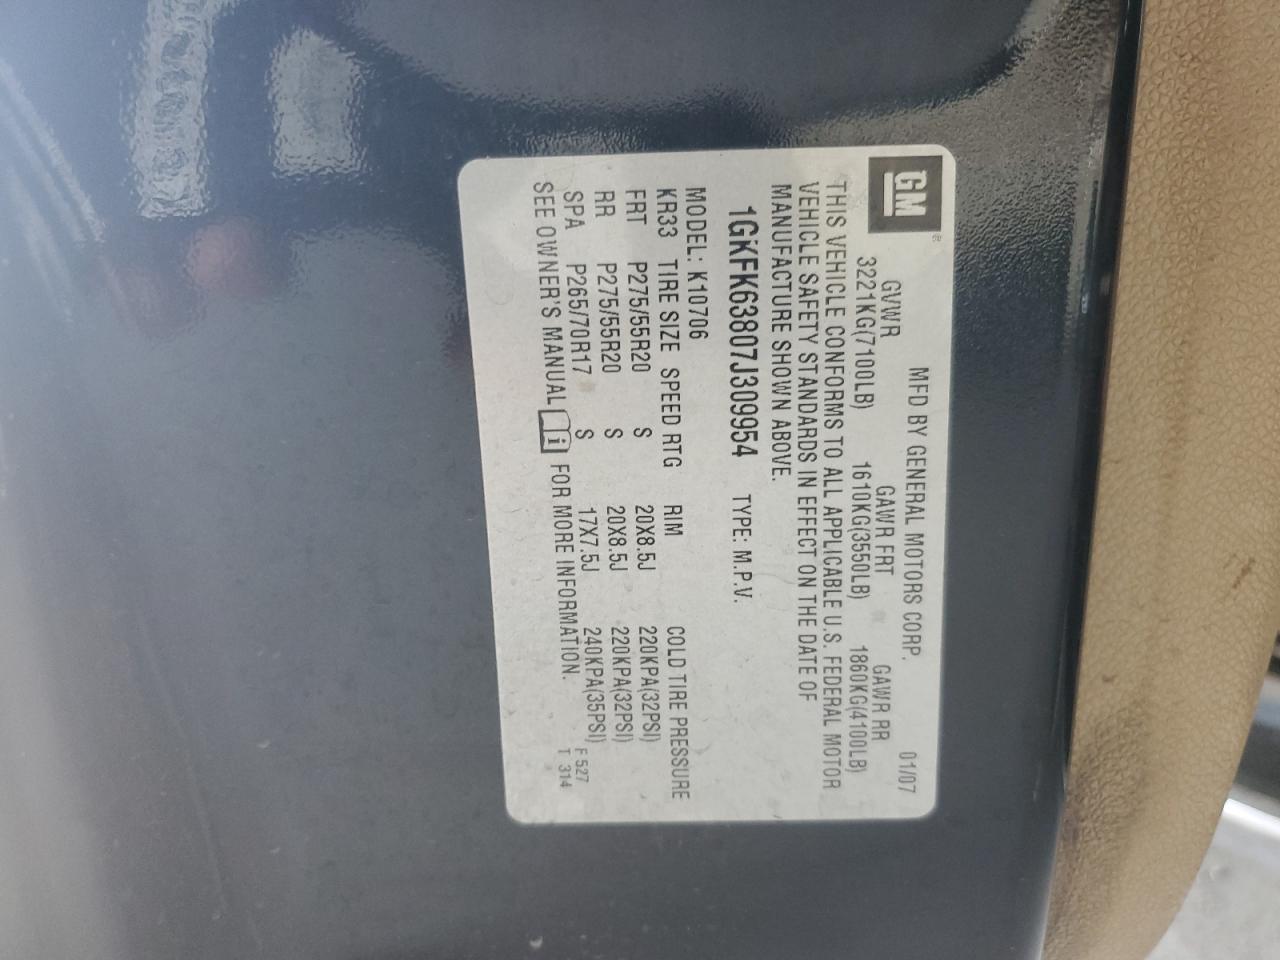 GM
MFD BY GENERAL MOTORS CORP. 01/07
GVWR GAWR FRT GAWR RR
3221KG(7100LB) 1610KG(3550LB) 1860KG(4100LB)
THIS VEHICLE CONFORMS TO ALL APPLICABLE U.S. FEDERAL MOTOR
VEHICLE SAFETY STANDARDS IN EFFECT ON THE DATE OF
MANUFACTURE SHOWN ABOVE.
1GKFK63807J309954 TYPE: M.P.V.
MODEL: K10706
KR33 TIRE SIZE SPEED RTG RIM COLD TIRE PRESSURE
FRT P275/55R20 S 20X8.5J 220KPA(32PSI)
RR P275/55R20 S 20X8.5J 220KPA(32PSI)
SPA P265/70R17 S 17X7.5J 240KPA(35PSI)
SEE OWNER'S MANUAL i FOR MORE INFORMATION.
F 527
T 314